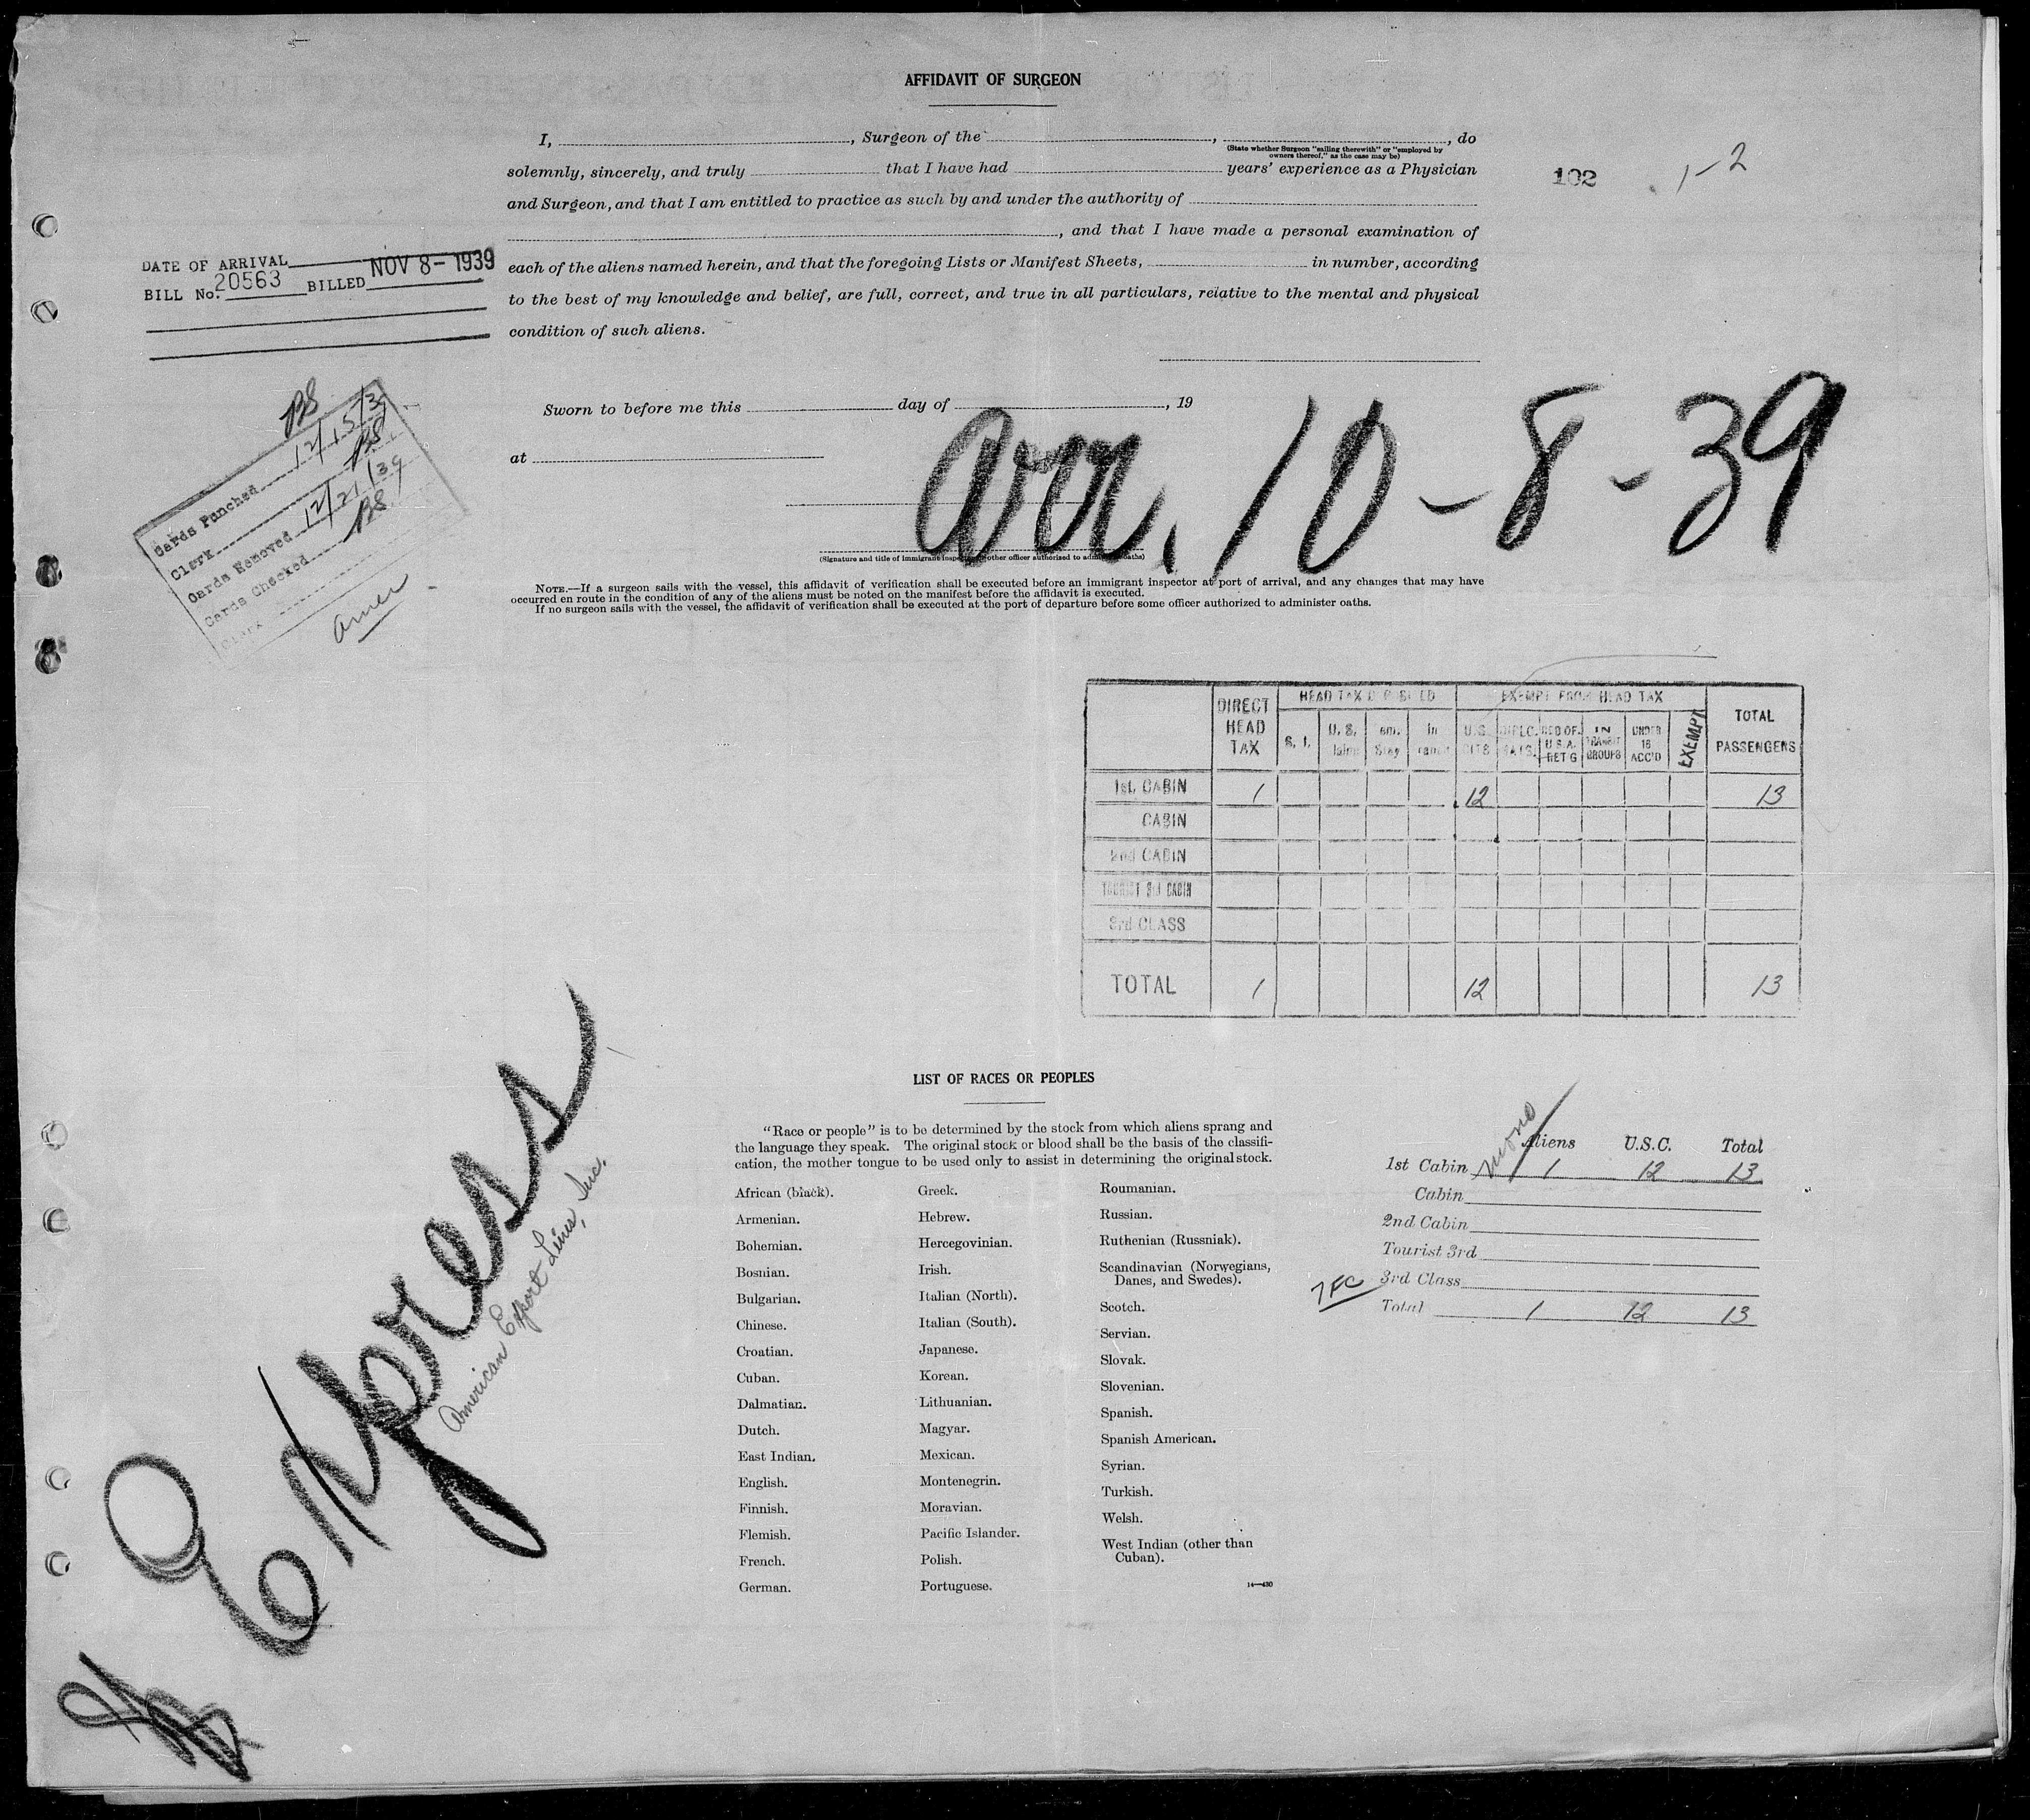 AFFIDAVIT OF SURGEON
I, , Surgeon of the , , do
(State whether Surgeon "sailing therewith" or "employed by owners thereof," as the case may be)
solemnly, sincerely, and truly that I have had years' experience as a Physician
and Surgeon, and that I am entitled to practice as such by and under the authority of
, and that I have made a personal examination of
each of the aliens named herein, and that the foregoing Lists or Manifest Sheets, in number, according
to the best of my knowledge and belief, are full, correct, and true in all particulars, relative to the mental and physical
condition of such aliens.
102 1-2
DATE OF ARRIVAL
BILL No. 20563 BILLED NOV 8- 1939
Sworn to before me this day of , 19
at
Arr. 10-8-39
(Signature and title of immigrant inspector or other officer authorized to administer oaths)
BS
Cards Punched 12/15/39
Clerk BS
Cards Removed 12/21/39
Cards Checked BS
Clerk
Amer
NOTE.—If a surgeon sails with the vessel, this affidavit of verification shall be executed before an immigrant inspector at port of arrival, and any changes that may have
occurred en route in the condition of any of the aliens must be noted on the manifest before the affidavit is executed.
If no surgeon sails with the vessel, the affidavit of verification shall be executed at the port of departure before some officer authorized to administer oaths.
DIRECT HEAD TAX
HEAD TAX
EXEMPT FROM HEAD TAX
TOTAL PASSENGERS
S. I. U. S. in U.S. CITS IN TRANSIT GROUPS UNDER 16 ACC'D EXEMPT
1st. CABIN 1 12 13
CABIN
2nd CABIN
TOURIST 3rd CABIN
3rd CLASS
TOTAL 1 12 13
LIST OF RACES OR PEOPLES
"Race or people" is to be determined by the stock from which aliens sprang and
the language they speak. The original stock or blood shall be the basis of the classifi-
cation, the mother tongue to be used only to assist in determining the original stock.
African (black).
Armenian.
Bohemian.
Bosnian.
Bulgarian.
Chinese.
Croatian.
Cuban.
Dalmatian.
Dutch.
East Indian.
English.
Finnish.
Flemish.
French.
German.
Greek.
Hebrew.
Hercegovinian.
Irish.
Italian (North).
Italian (South).
Japanese.
Korean.
Lithuanian.
Magyar.
Mexican.
Montenegrin.
Moravian.
Pacific Islander.
Polish.
Portuguese.
Roumanian.
Russian.
Ruthenian (Russniak).
Scandinavian (Norwegians,
Danes, and Swedes).
Scotch.
Servian.
Slovak.
Slovenian.
Spanish.
Spanish American.
Syrian.
Turkish.
Welsh.
West Indian (other than
Cuban).
14—430
Aliens U.S.C. Total
1st Cabin 1 12 13
Cabin
2nd Cabin
Tourist 3rd
3rd Class
Total 1 12 13
Express
American Export Lines, Inc.